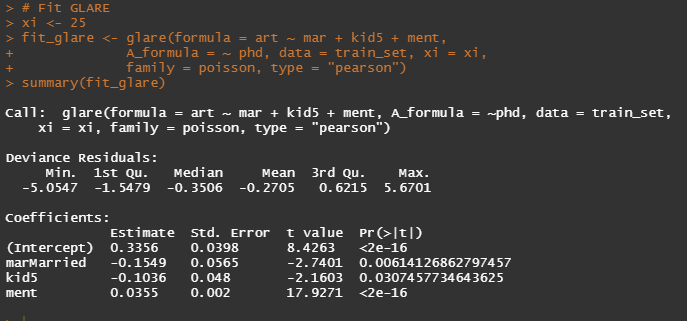 > # Fit GLARE
> xi <- 25
> fit_glare <- glare(formula = art ~ mar + kid5 + ment,
+ A_formula = ~ phd, data = train_set, xi = xi,
+ family = poisson, type = "pearson")
> summary(fit_glare)
Call: glare(formula = art ~ mar + kid5 + ment, A_formula = ~phd, data = train_set,
xi = xi, family = poisson, type = "pearson")
Deviance Residuals:
Min. 1st Qu. Median Mean 3rd Qu. Max.
-5.0547 -1.5479 -0.3506 -0.2705 0.6215 5.6701
Coefficients:
Estimate Std. Error t value Pr(>|t|)
(Intercept) 0.3356 0.0398 8.4263 <2e-16
marMarried -0.1549 0.0565 -2.7401 0.00614126862797457
kid5 -0.1036 0.048 -2.1603 0.0307457734643625
ment 0.0355 0.002 17.9271 <2e-16